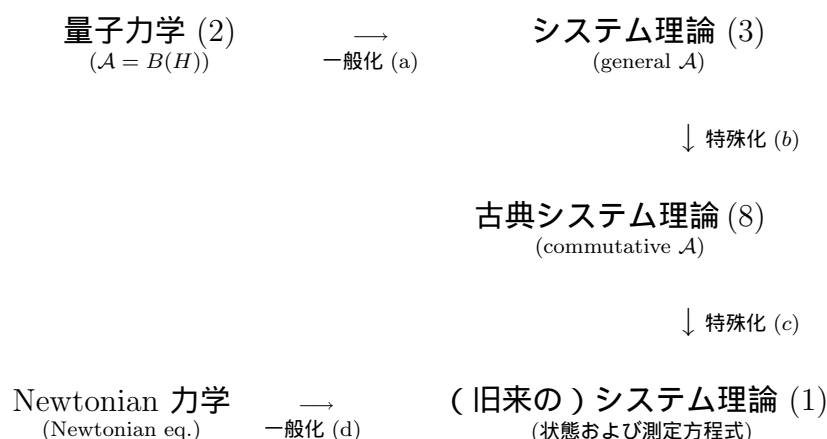 量子力学 (2) → システム理論 (3)
(𝒜 = B(H)) 一般化 (a) (general 𝒜)
↓ 特殊化 (b)
古典システム理論 (8)
(commutative 𝒜)
↓ 特殊化 (c)
Newtonian 力学 → (旧来の) システム理論 (1)
(Newtonian eq.) 一般化 (d) (状態および測定方程式)